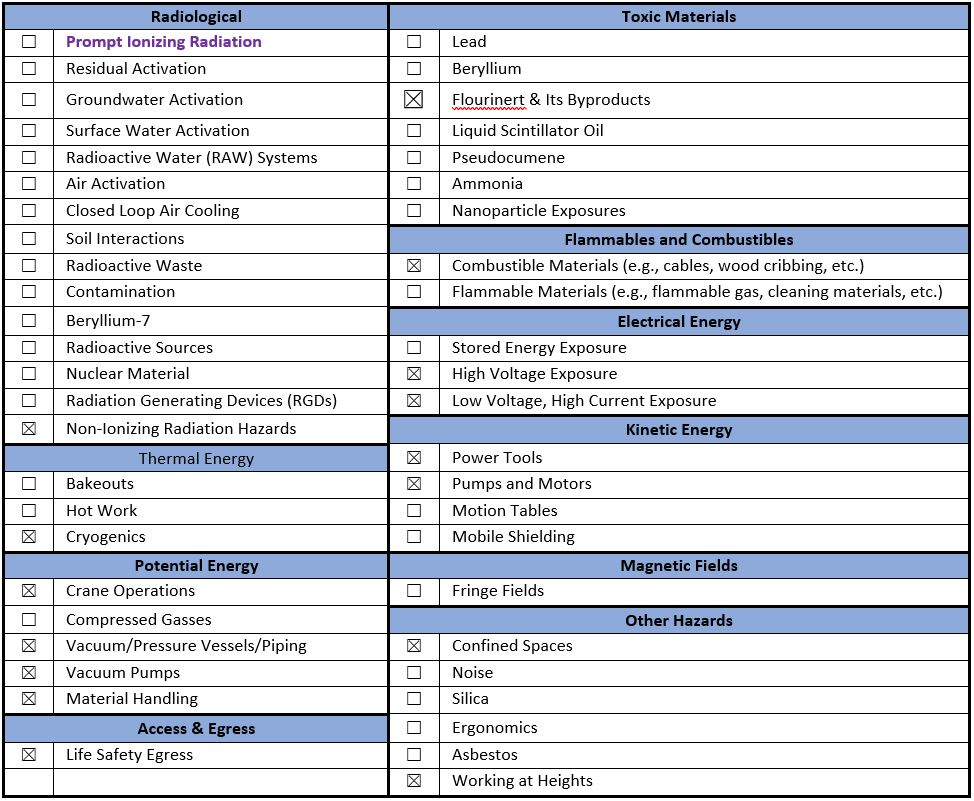 Radiological
☐ Prompt Ionizing Radiation
☐ Residual Activation
☐ Groundwater Activation
☐ Surface Water Activation
☐ Radioactive Water (RAW) Systems
☐ Air Activation
☐ Closed Loop Air Cooling
☐ Soil Interactions
☐ Radioactive Waste
☐ Contamination
☐ Beryllium-7
☐ Radioactive Sources
☐ Nuclear Material
☐ Radiation Generating Devices (RGDs)
☒ Non-Ionizing Radiation Hazards
Thermal Energy
☐ Bakeouts
☐ Hot Work
☒ Cryogenics
Potential Energy
☒ Crane Operations
☐ Compressed Gasses
☒ Vacuum/Pressure Vessels/Piping
☒ Vacuum Pumps
☒ Material Handling
Access & Egress
☒ Life Safety Egress
Toxic Materials
☐ Lead
☐ Beryllium
☒ Flourinert & Its Byproducts
☐ Liquid Scintillator Oil
☐ Pseudocumene
☐ Ammonia
☐ Nanoparticle Exposures
Flammables and Combustibles
☒ Combustible Materials (e.g., cables, wood cribbing, etc.)
☐ Flammable Materials (e.g., flammable gas, cleaning materials, etc.)
Electrical Energy
☐ Stored Energy Exposure
☒ High Voltage Exposure
☒ Low Voltage, High Current Exposure
Kinetic Energy
☒ Power Tools
☒ Pumps and Motors
☐ Motion Tables
☐ Mobile Shielding
Magnetic Fields
☐ Fringe Fields
Other Hazards
☒ Confined Spaces
☐ Noise
☐ Silica
☐ Ergonomics
☐ Asbestos
☒ Working at Heights